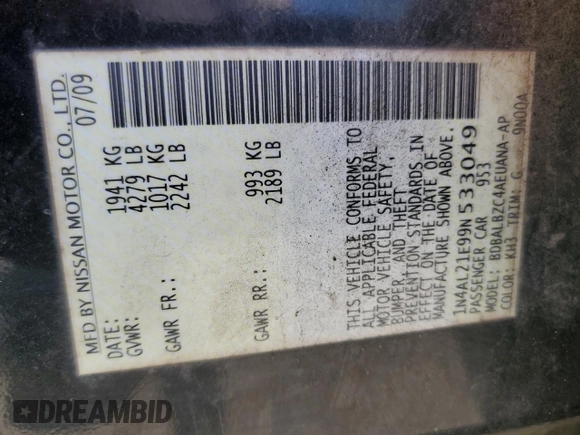 MFD BY NISSAN MOTOR CO., LTD.
DATE: 07/09
GVWR: 1941 KG
4279 LB
GAWR FR.: 1017 KG
2242 LB
GAWR RR.: 993 KG
2189 LB
THIS VEHICLE CONFORMS TO
ALL APPLICABLE FEDERAL
MOTOR VEHICLE SAFETY,
BUMPER, AND THEFT
PREVENTION STANDARDS IN
EFFECT ON THE DATE OF
MANUFACTURE SHOWN ABOVE.
1N4AL21E99N533049
PASSENGER CAR 953
MODEL: BDBALBZC4AEUANA-AP
COLOR: KH3 TRIM: G 9N00A
DREAMBID